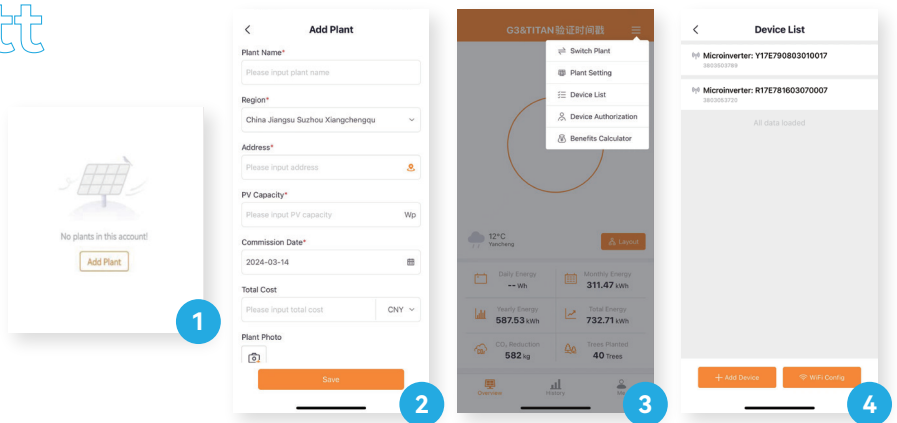 tt
No plants in this account!
Add Plant
1
Add Plant
Plant Name*
Please input plant name
Region*
China Jiangsu Suzhou Xiangchengqu
Address*
Please input address
PV Capacity*
Please input PV capacity Wp
Commission Date*
2024-03-14
Total Cost
Please input total cost CNY
Plant Photo
Save
2
G3&TITAN验证时间戳
Switch Plant
Plant Setting
Device List
Device Authorization
Benefits Calculator
12°C
Yancheng
Layout
Daily Energy
-- Wh
Monthly Energy
311.47 kWh
Yearly Energy
587.53 kWh
Total Energy
732.71 kWh
CO₂ Reduction
582 kg
Trees Planted
40 Trees
Overview
History
Me
3
Device List
Microinverter: Y17E790803010017
3803503789
Microinverter: R17E781603070007
3803053720
All data loaded
+ Add Device
WiFi Config
4